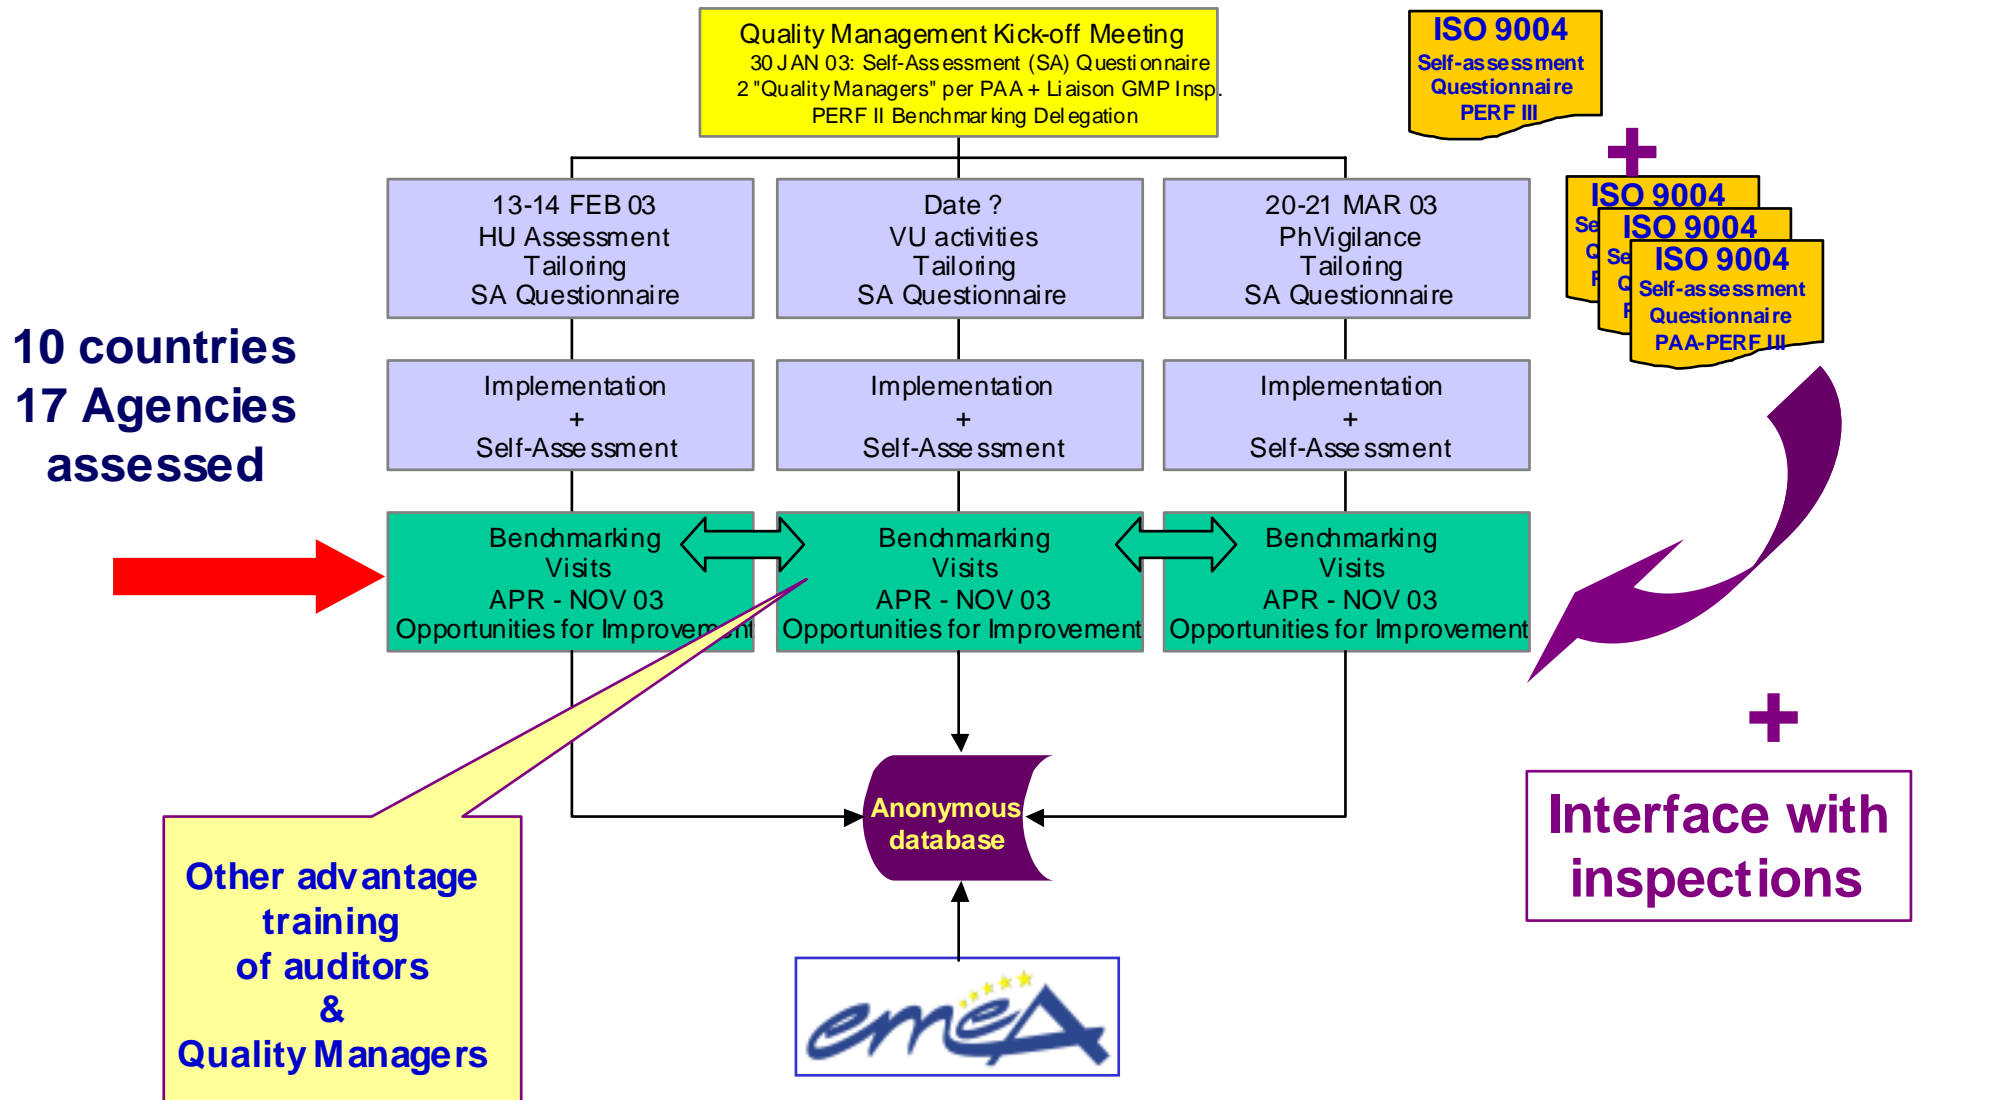 Quality Management Kick-off Meeting
30 JAN 03: Self-Assessment (SA) Questionnaire
2 "Quality Managers" per PAA + Liaison GMP Insp.
PERF II Benchmarking Delegation
ISO 9004
Self-assessment
Questionnaire
PERF III
+
ISO 9004
Se
Q
ISO 9004
Se
Q
ISO 9004
Self-assessment
Questionnaire
PAA-PERF III
13-14 FEB 03
HU Assessment
Tailoring
SA Questionnaire
Date ?
VU activities
Tailoring
SA Questionnaire
20-21 MAR 03
PhVigilance
Tailoring
SA Questionnaire
10 countries
17 Agencies
assessed
Implementation
+
Self-Assessment
Implementation
+
Self-Assessment
Implementation
+
Self-Assessment
Benchmarking
Visits
APR - NOV 03
Opportunities for Improvement
Benchmarking
Visits
APR - NOV 03
Opportunities for Improvement
Benchmarking
Visits
APR - NOV 03
Opportunities for Improvement
+
Interface with
inspections
Anonymous
database
Other advantage
training
of auditors
&
Quality Managers
emeA